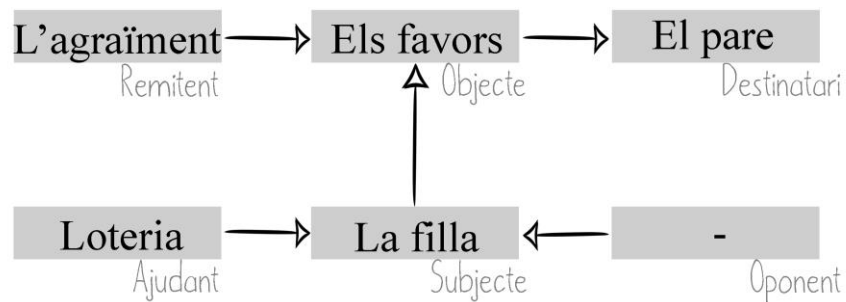 L'agraïment Els favors El pare
Remitent Objecte Destinatari
Loteria La filla -
Ajudant Subjecte Oponent